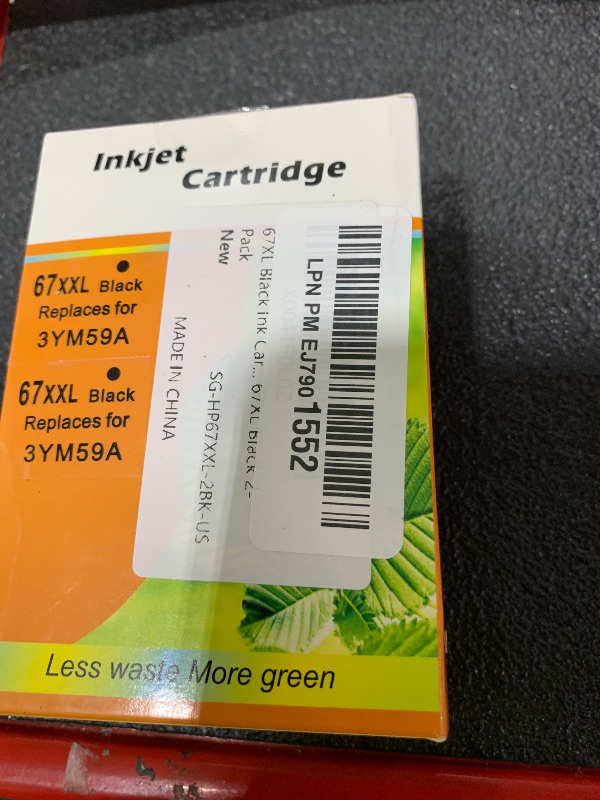 Inkjet
Cartridge
67XXL Black
Replaces for
3YM59A
67XXL Black
Replaces for
3YM59A
LPN PM EJ7901552
67XL Black Ink Car... 67XL Black 2-
Pack
New
SG-HP67XXL-2BK-US
MADE IN CHINA
Less waste More green